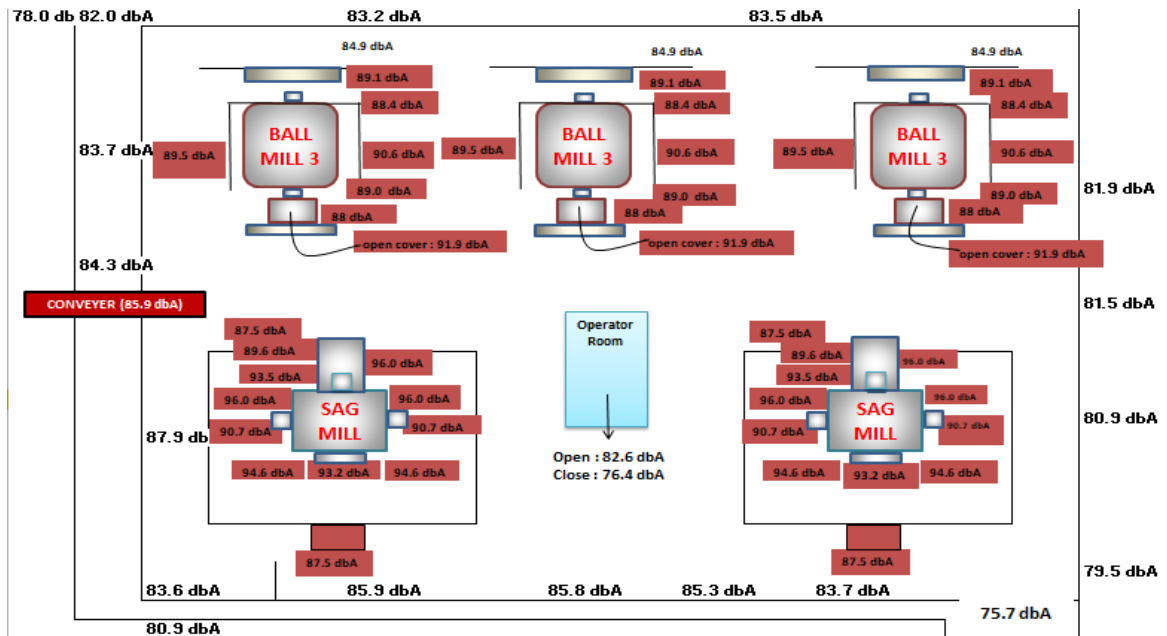 78.0 db 82.0 dbA
83.2 dbA
83.5 dbA
84.9 dbA
84.9 dbA
84.9 dbA
89.1 dbA
89.1 dbA
89.1 dbA
88.4 dbA
88.4 dbA
88.4 dbA
BALL
MILL 3
BALL
MILL 3
BALL
MILL 3
83.7 dbA
89.5 dbA
90.6 dbA
89.5 dbA
90.6 dbA
89.5 dbA
90.6 dbA
89.0 dbA
89.0 dbA
89.0 dbA
81.9 dbA
88 dbA
88 dbA
88 dbA
open cover : 91.9 dbA
open cover : 91.9 dbA
open cover : 91.9 dbA
84.3 dbA
CONVEYER (85.9 dbA)
81.5 dbA
87.5 dbA
89.6 dbA
96.0 dbA
93.5 dbA
96.0 dbA
96.0 dbA
SAG
MILL
90.7 dbA
90.7 dbA
94.6 dbA
93.2 dbA
94.6 dbA
87.5 dbA
87.9 db
Operator
Room
Open : 82.6 dbA
Close : 76.4 dbA
87.5 dbA
89.6 dbA
96.0 dbA
93.5 dbA
96.0 dbA
96.0 dbA
SAG
MILL
90.7 dbA
90.7 dbA
94.6 dbA
93.2 dbA
94.6 dbA
87.5 dbA
80.9 dbA
79.5 dbA
83.6 dbA
85.9 dbA
85.8 dbA
85.3 dbA
83.7 dbA
75.7 dbA
80.9 dbA